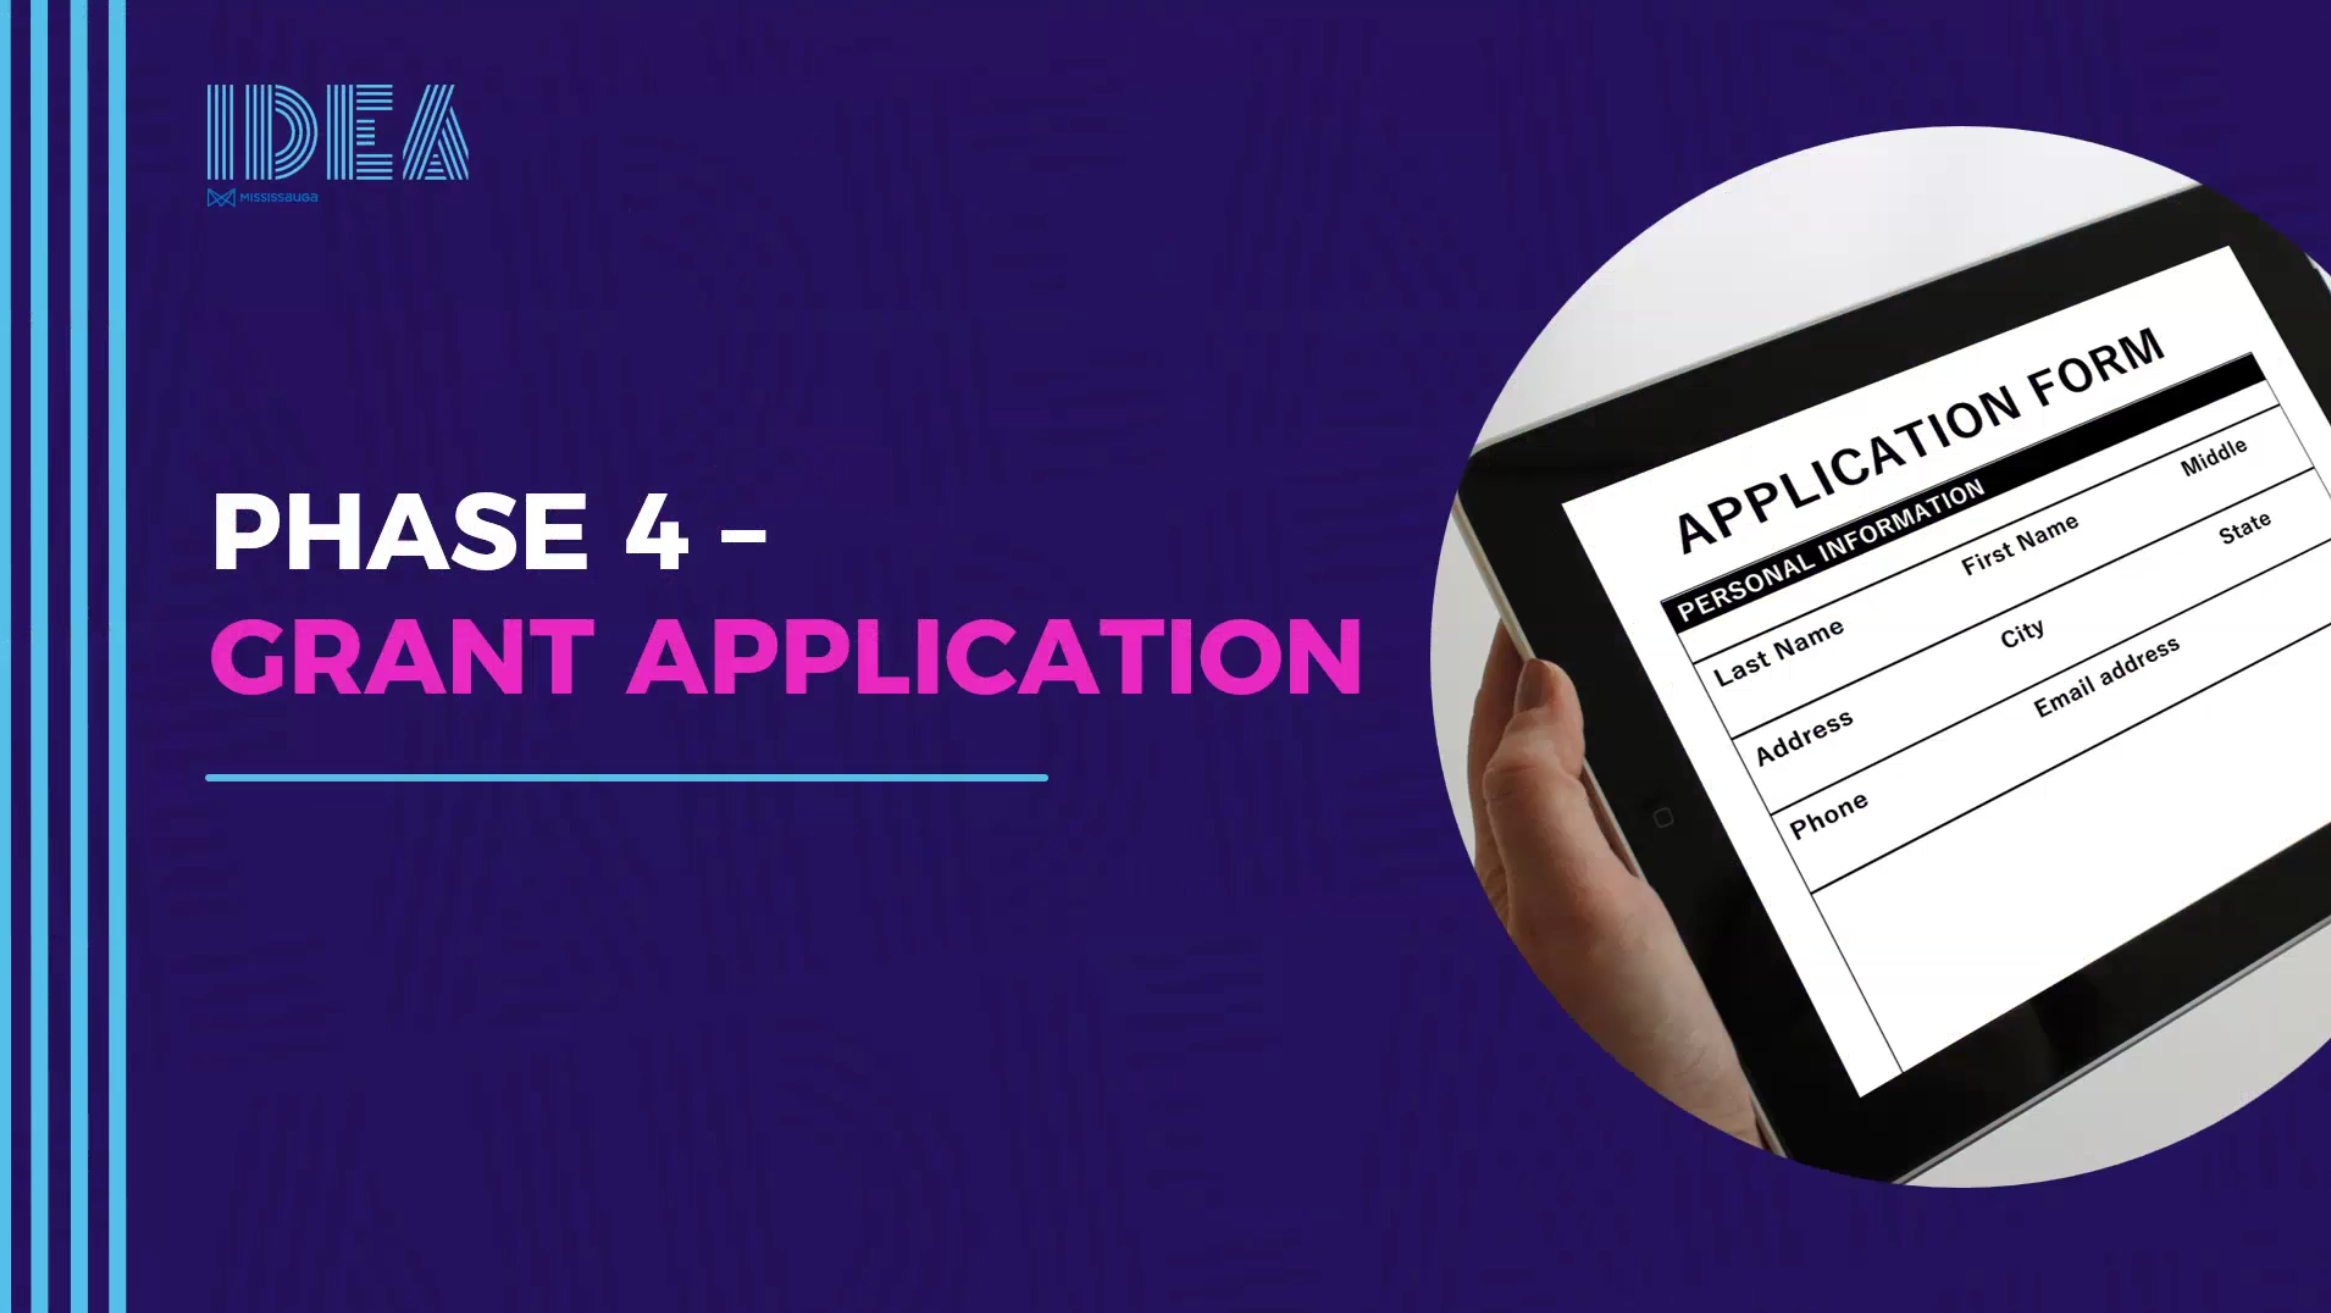 IDEA
MISSISSAUGA
PHASE 4 –
GRANT APPLICATION
APPLICATION FORM
PERSONAL INFORMATION
Last Name First Name Middle
Address City State
Phone Email address